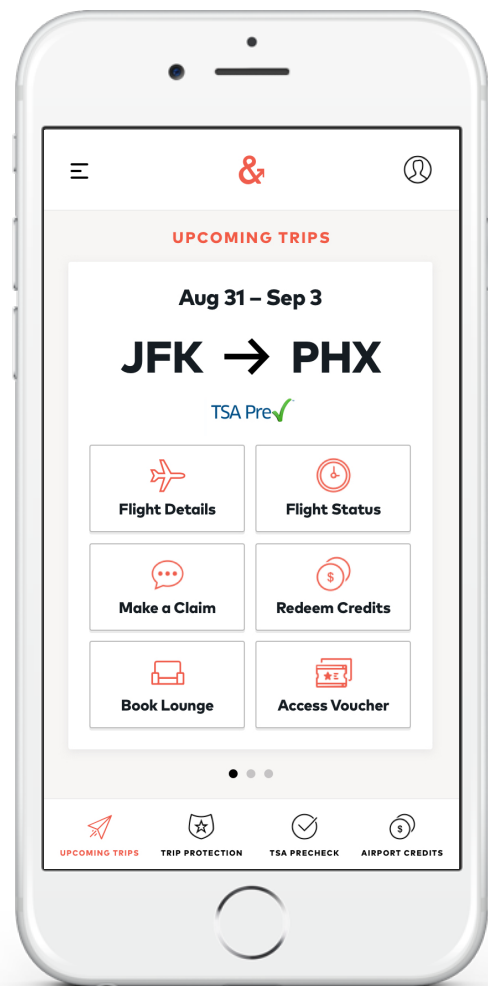 &
UPCOMING TRIPS
Aug 31 – Sep 3
JFK → PHX
TSA Pre✓™
Flight Details
Flight Status
Make a Claim
$
Redeem Credits
Book Lounge
Access Voucher
UPCOMING TRIPS
TRIP PROTECTION
TSA PRECHECK
$
AIRPORT CREDITS